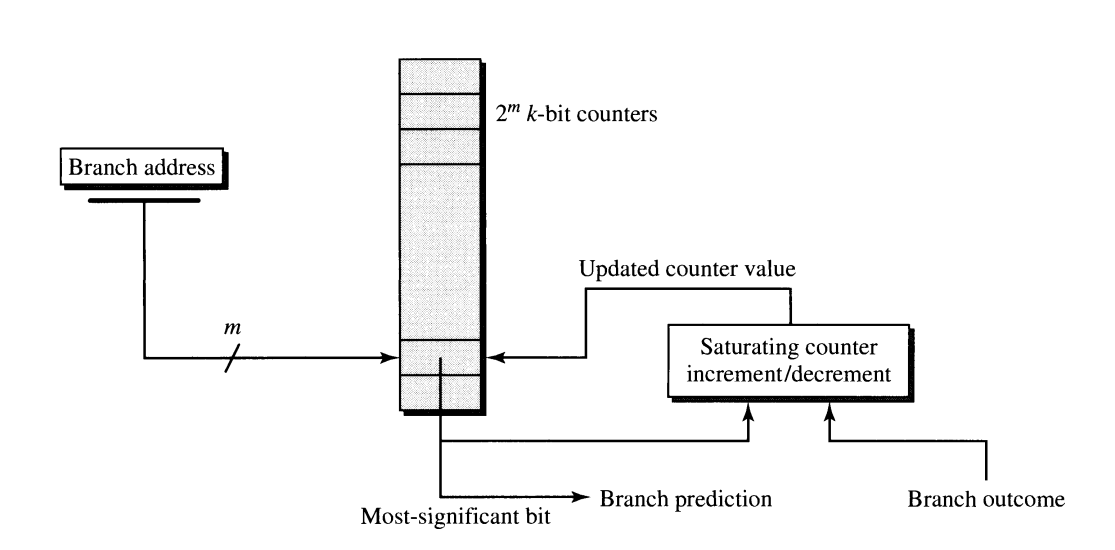 2^m k-bit counters
Branch address
Updated counter value
m
Saturating counter
increment/decrement
Branch prediction
Branch outcome
Most-significant bit